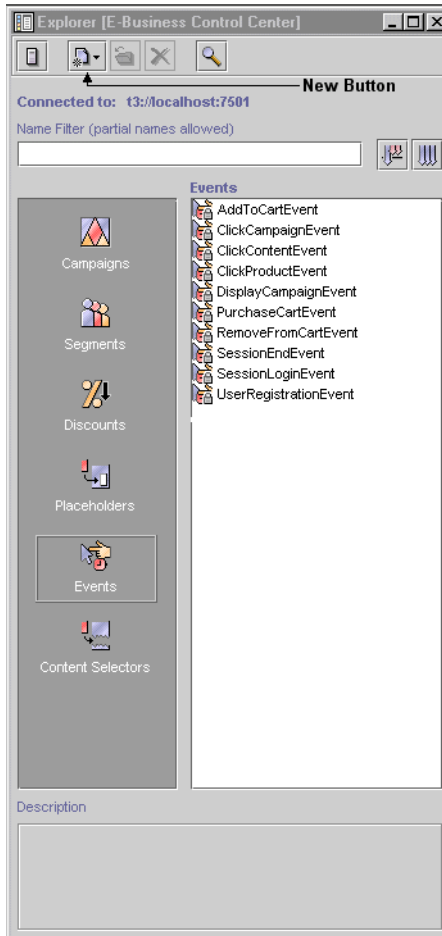 Explorer [E-Business Control Center]
New Button
Connected to: t3://localhost:7501
Name Filter (partial names allowed)
Events
AddToCartEvent
ClickCampaignEvent
ClickContentEvent
ClickProductEvent
DisplayCampaignEvent
PurchaseCartEvent
RemoveFromCartEvent
SessionEndEvent
SessionLoginEvent
UserRegistrationEvent
Campaigns
Segments
Discounts
Placeholders
Events
Content Selectors
Description